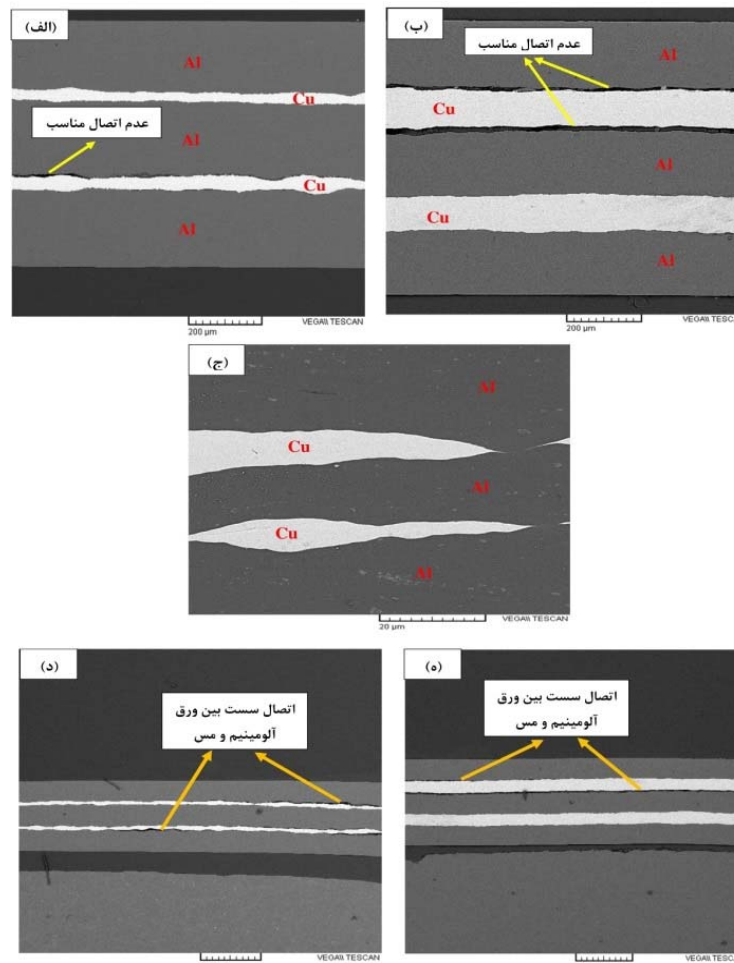 (الف)
Al
Cu
عدم اتصال مناسب
Al
Cu
Al
200 µm
VEGA\\ TESCAN
(ب)
عدم اتصال مناسب
Al
Cu
Al
Cu
Al
200 µm
VEGA\\ TESCAN
(ج)
Al
Cu
Al
Cu
Al
20 µm
VEGA\\ TESCAN
(د)
اتصال سست بین ورق
آلومینیم و مس
VEGA\\ TESCAN
(ه)
اتصال سست بین ورق
آلومینیم و مس
VEGA\\ TESCAN